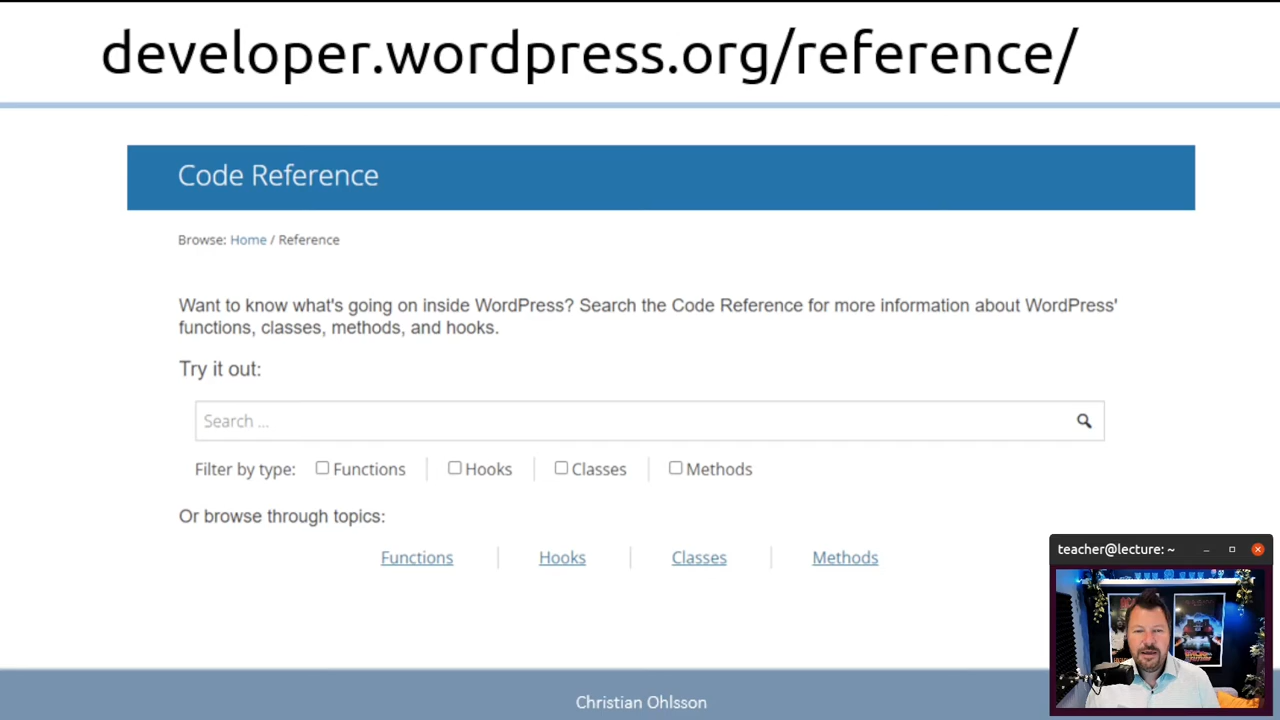 developer.wordpress.org/reference/
Code Reference
Browse: Home / Reference
Want to know what's going on inside WordPress? Search the Code Reference for more information about WordPress'
functions, classes, methods, and hooks.
Try it out:
Search ...
Filter by type: Functions Hooks Classes Methods
Or browse through topics:
Functions Hooks Classes Methods
teacher@lecture: ~
Christian Ohlsson